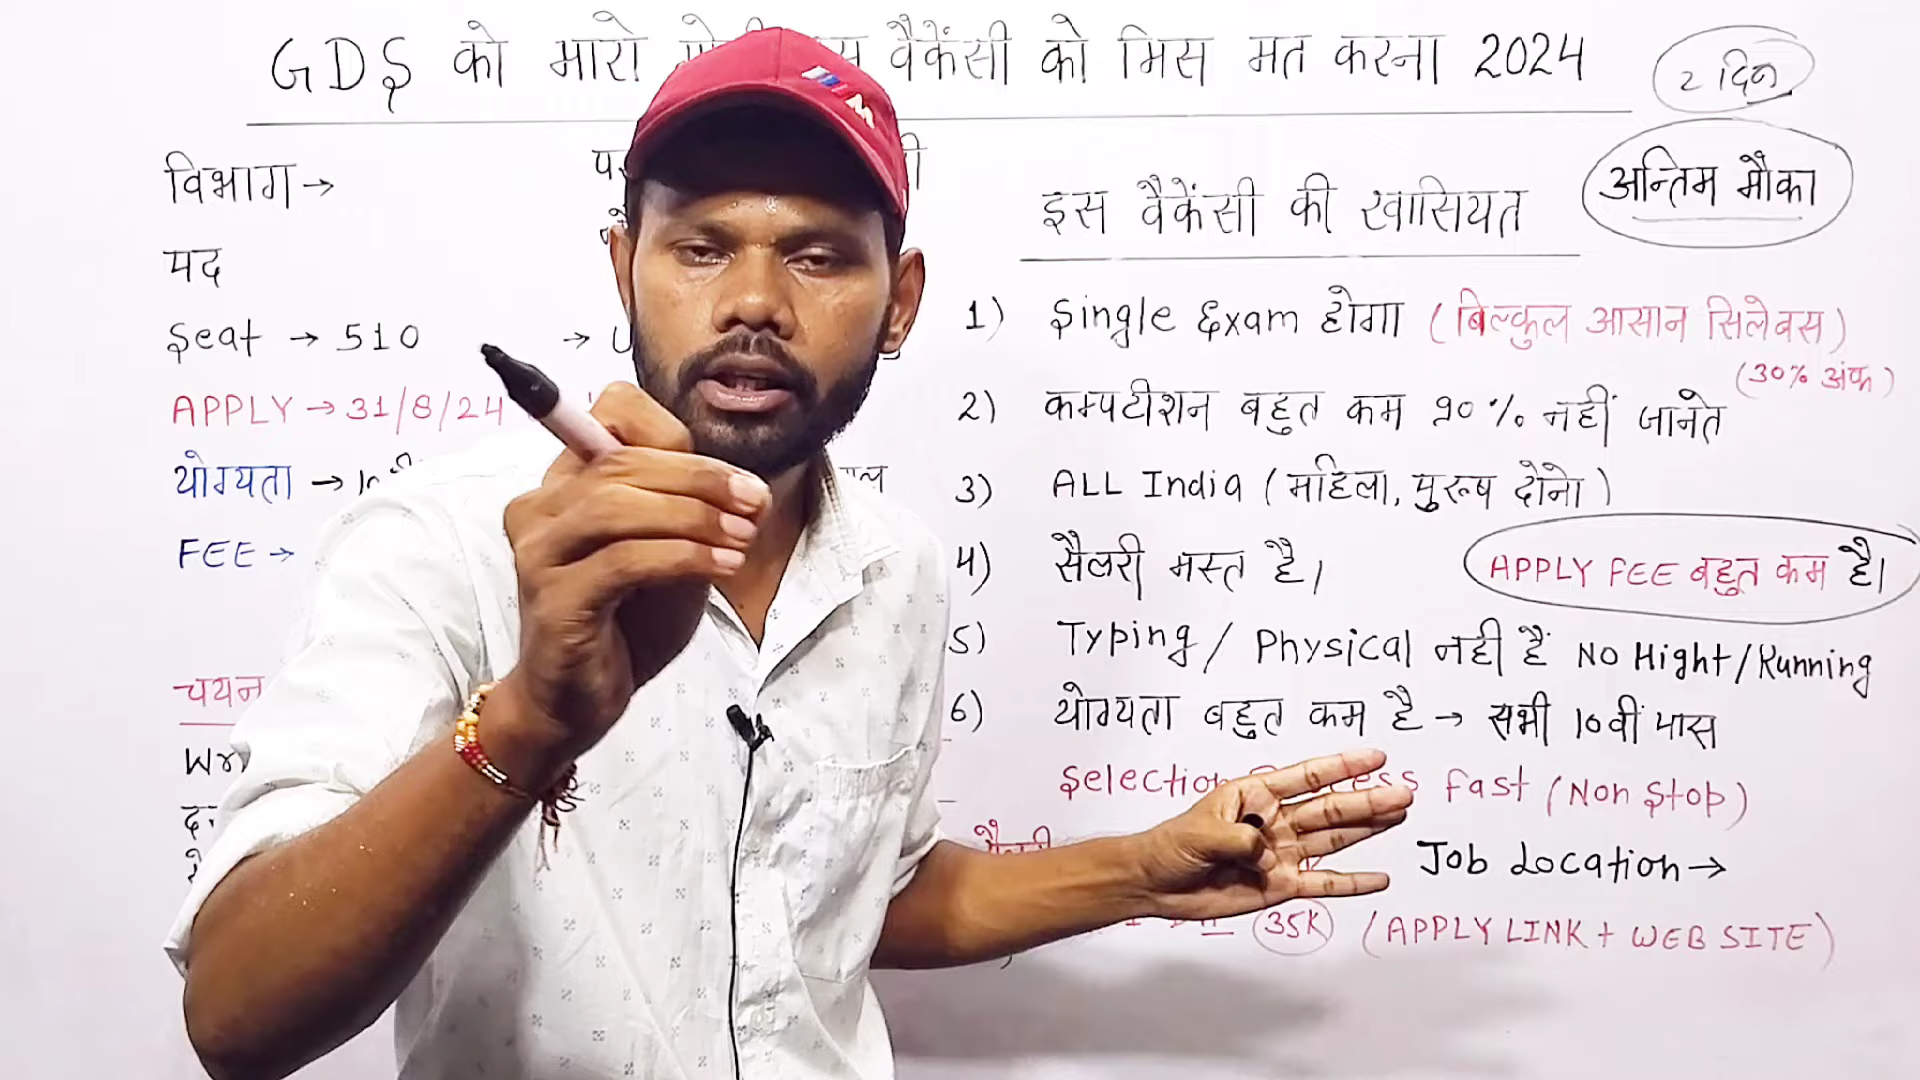 GDS को मारो वैकेंसी को मिस मत करना 2024
2 दिन
अन्तिम मौका
विभाग →
पद
Seat → 510 →
APPLY → 31/8/24
योग्यता →
FEE →
चयन
इस वैकेंसी की खासियत
1) Single Exam होगा (बिल्कुल आसान सिलेबस)
(30% अंक)
2) कम्पटीशन बहुत कम 90% नहीं जानते
3) ALL India (महिला, पुरुष दोनो)
4) सैलरी मस्त है।
APPLY FEE बहुत कम है।
5) Typing / Physical नही है NO Hight/Running
6) योग्यता बहुत कम है → सभी 10वीं पास
Fast (Non Stop)
Job Location →
35K (APPLY LINK + WEB SITE)